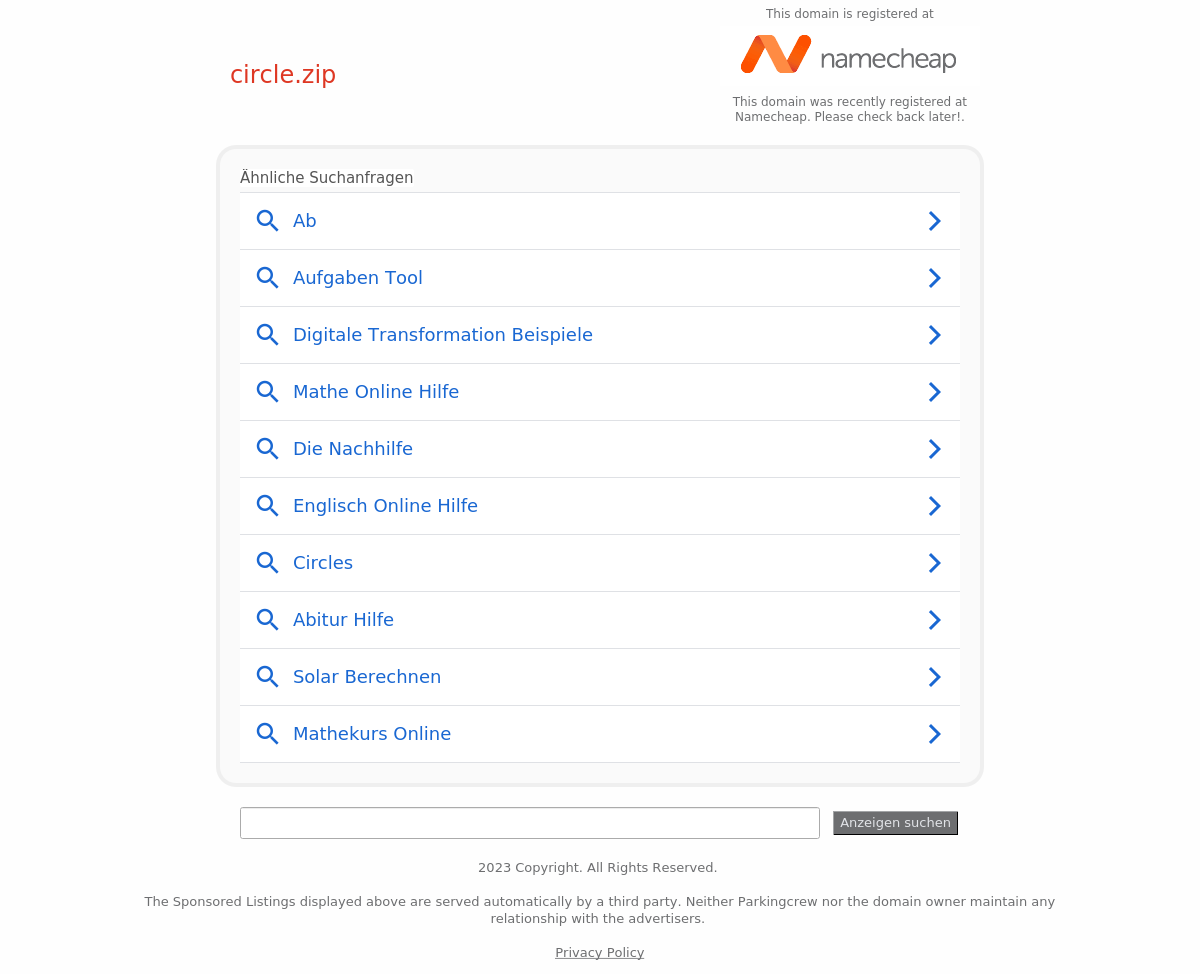 This domain is registered at
namecheap
circle.zip
This domain was recently registered at
Namecheap. Please check back later!.
Ähnliche Suchanfragen
Ab
Aufgaben Tool
Digitale Transformation Beispiele
Mathe Online Hilfe
Die Nachhilfe
Englisch Online Hilfe
Circles
Abitur Hilfe
Solar Berechnen
Mathekurs Online
Anzeigen suchen
2023 Copyright. All Rights Reserved.
The Sponsored Listings displayed above are served automatically by a third party. Neither Parkingcrew nor the domain owner maintain any
relationship with the advertisers.
Privacy Policy